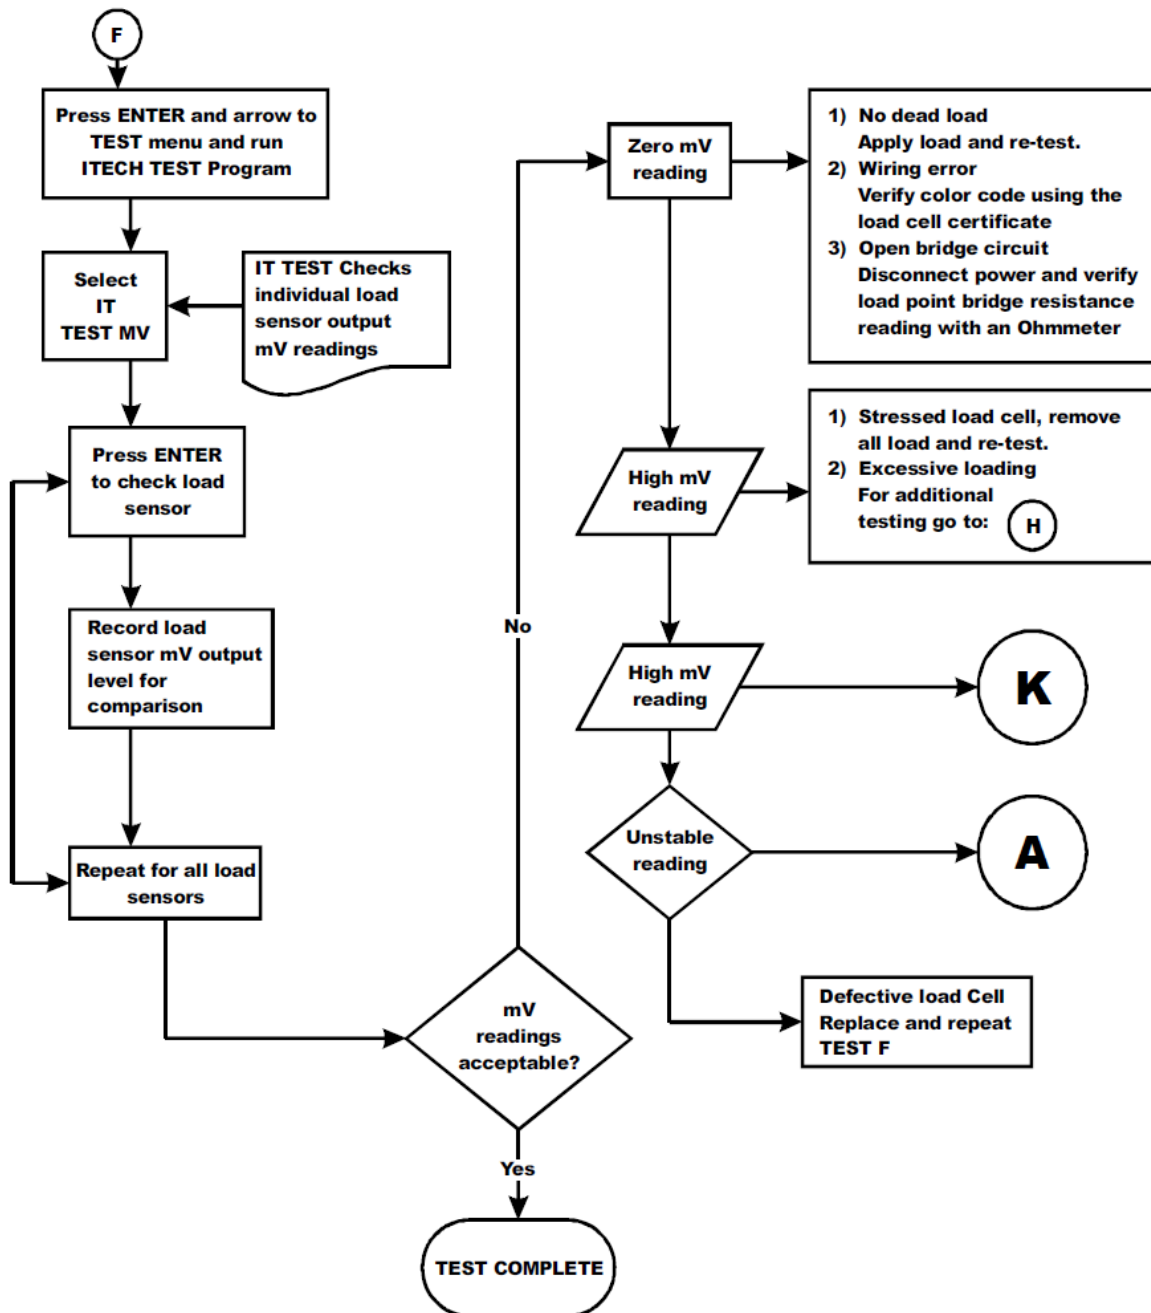 F
Press ENTER and arrow to
TEST menu and run
ITECH TEST Program
Select
IT
TEST MV
IT TEST Checks
individual load
sensor output
mV readings
Press ENTER
to check load
sensor
Record load
sensor mV output
level for
comparison
Repeat for all load
sensors
mV
readings
acceptable?
No
Yes
TEST COMPLETE
Zero mV
reading
1) No dead load
Apply load and re-test.
2) Wiring error
Verify color code using the
load cell certificate
3) Open bridge circuit
Disconnect power and verify
load point bridge resistance
reading with an Ohmmeter
High mV
reading
1) Stressed load cell, remove
all load and re-test.
2) Excessive loading
For additional
testing go to:
H
High mV
reading
K
Unstable
reading
A
Defective load Cell
Replace and repeat
TEST F